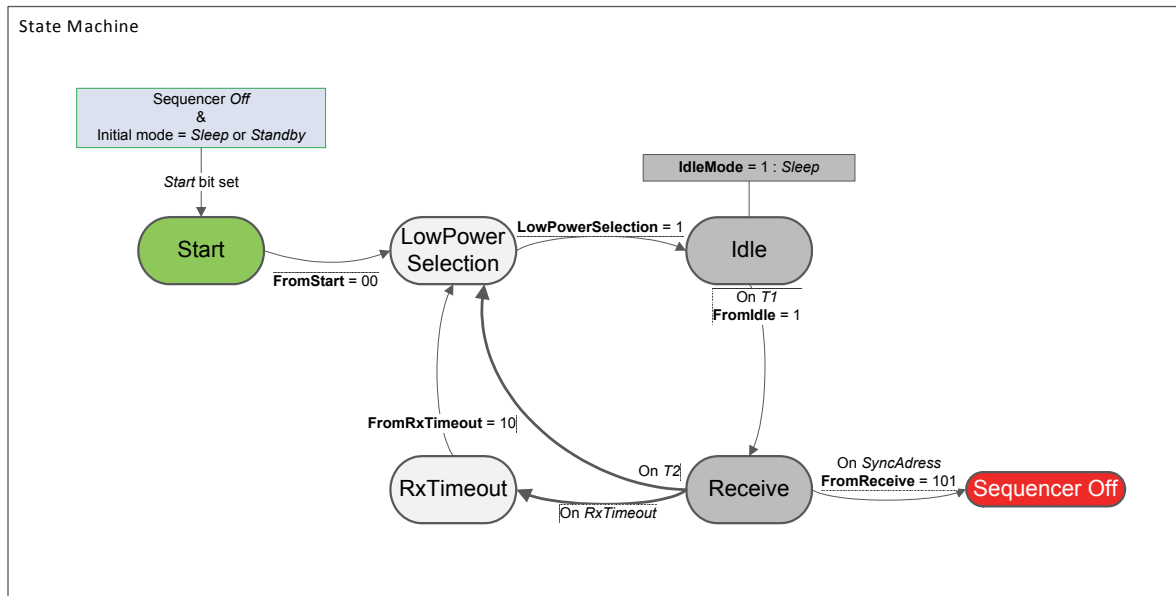 State Machine
Sequencer Off
&
Initial mode = Sleep or Standby
IdleMode = 1 : Sleep
Start bit set
Start
LowPower
Selection
LowPowerSelection = 1
Idle
FromStart = 00
On T1
FromIdle = 1
FromRxTimeout = 10
On T2
RxTimeout
Receive
On SyncAdress
FromReceive = 101
Sequencer Off
On RxTimeout